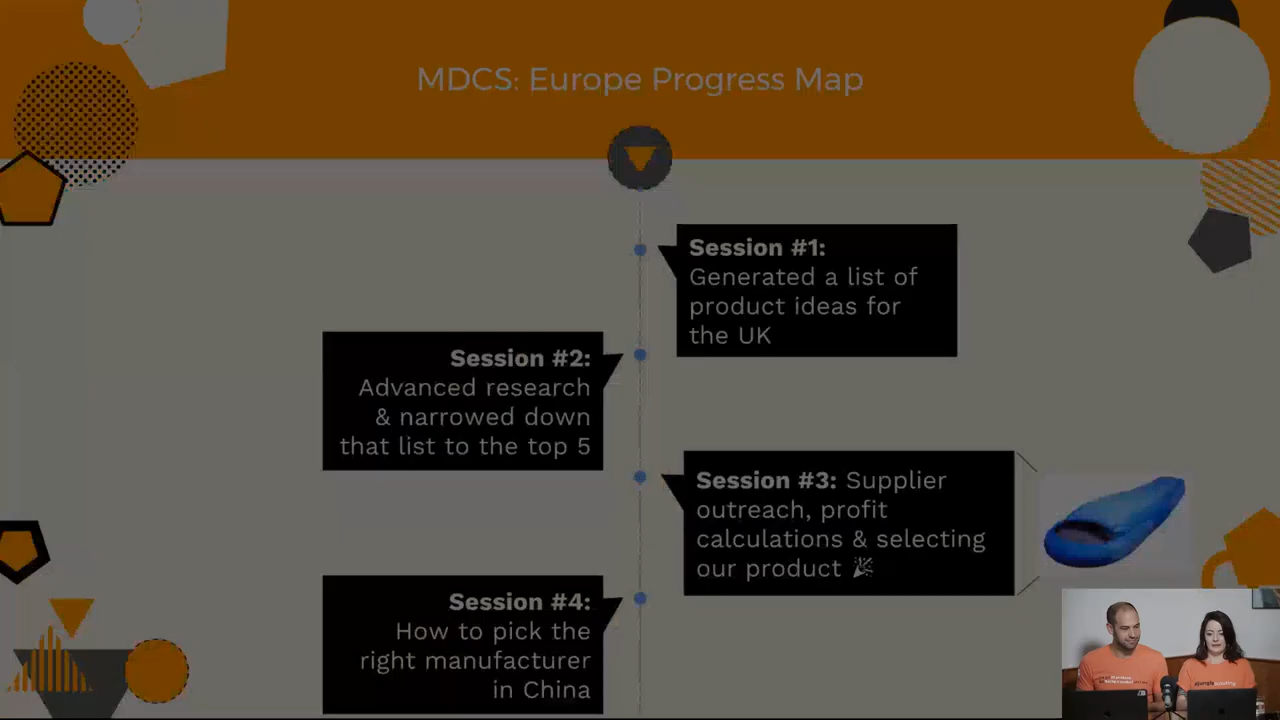 MDCS: Europe Progress Map
Session #1:
Generated a list of
product ideas for
the UK
Session #2:
Advanced research
& narrowed down
that list to the top 5
Session #3: Supplier
outreach, profit
calculations & selecting
our product 🎉
Session #4:
How to pick the
right manufacturer
in China